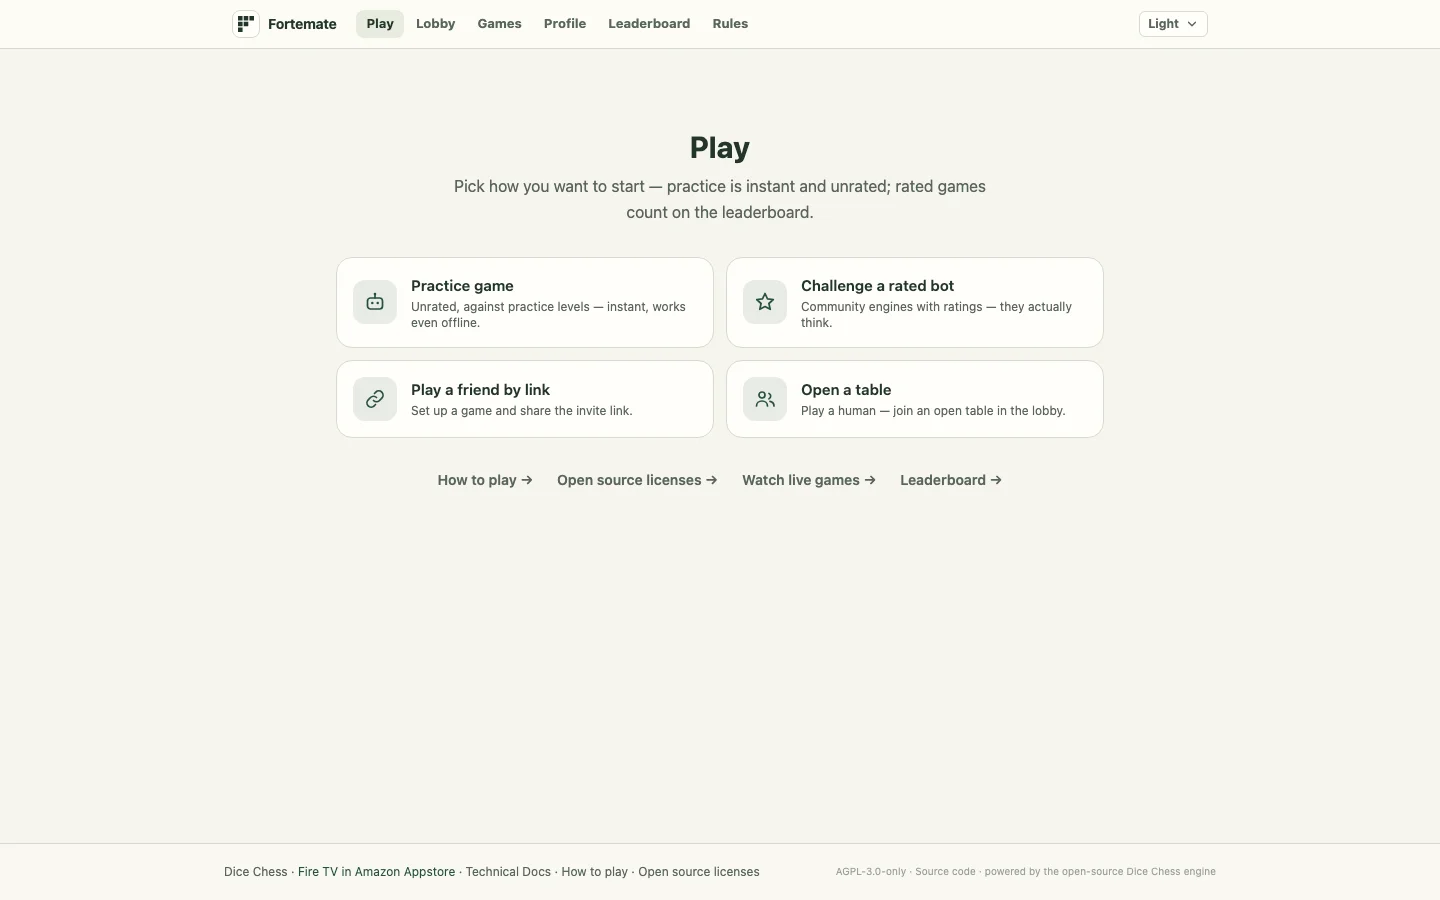 Fortemate
Play
Lobby
Games
Profile
Leaderboard
Rules
Light
Play
Pick how you want to start — practice is instant and unrated; rated games
count on the leaderboard.
Practice game
Unrated, against practice levels — instant, works
even offline.
Challenge a rated bot
Community engines with ratings — they actually
think.
Play a friend by link
Set up a game and share the invite link.
Open a table
Play a human — join an open table in the lobby.
How to play →
Open source licenses →
Watch live games →
Leaderboard →
Dice Chess · Fire TV in Amazon Appstore · Technical Docs · How to play · Open source licenses
AGPL-3.0-only · Source code · powered by the open-source Dice Chess engine